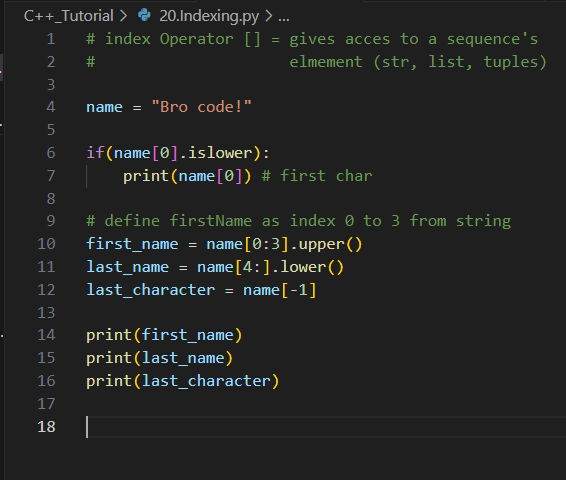 C++_Tutorial > 20.Indexing.py > ...
1 # index Operator [] = gives acces to a sequence's
2 #                     elmement (str, list, tuples)
3
4 name = "Bro code!"
5
6 if(name[0].islower):
7     print(name[0]) # first char
8
9 # define firstName as index 0 to 3 from string
10 first_name = name[0:3].upper()
11 last_name = name[4:].lower()
12 last_character = name[-1]
13
14 print(first_name)
15 print(last_name)
16 print(last_character)
17
18